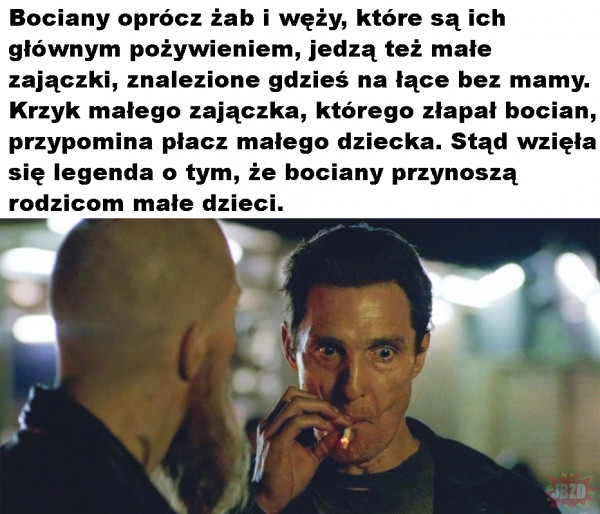 Bociany oprócz żab i węży, które są ich
głównym pożywieniem, jedzą też małe
zajączki, znalezione gdzieś na łące bez mamy.
Krzyk małego zajączka, którego złapał bocian,
przypomina płacz małego dziecka. Stąd wzięła
się legenda o tym, że bociany przynoszą
rodzicom małe dzieci.
JBZD